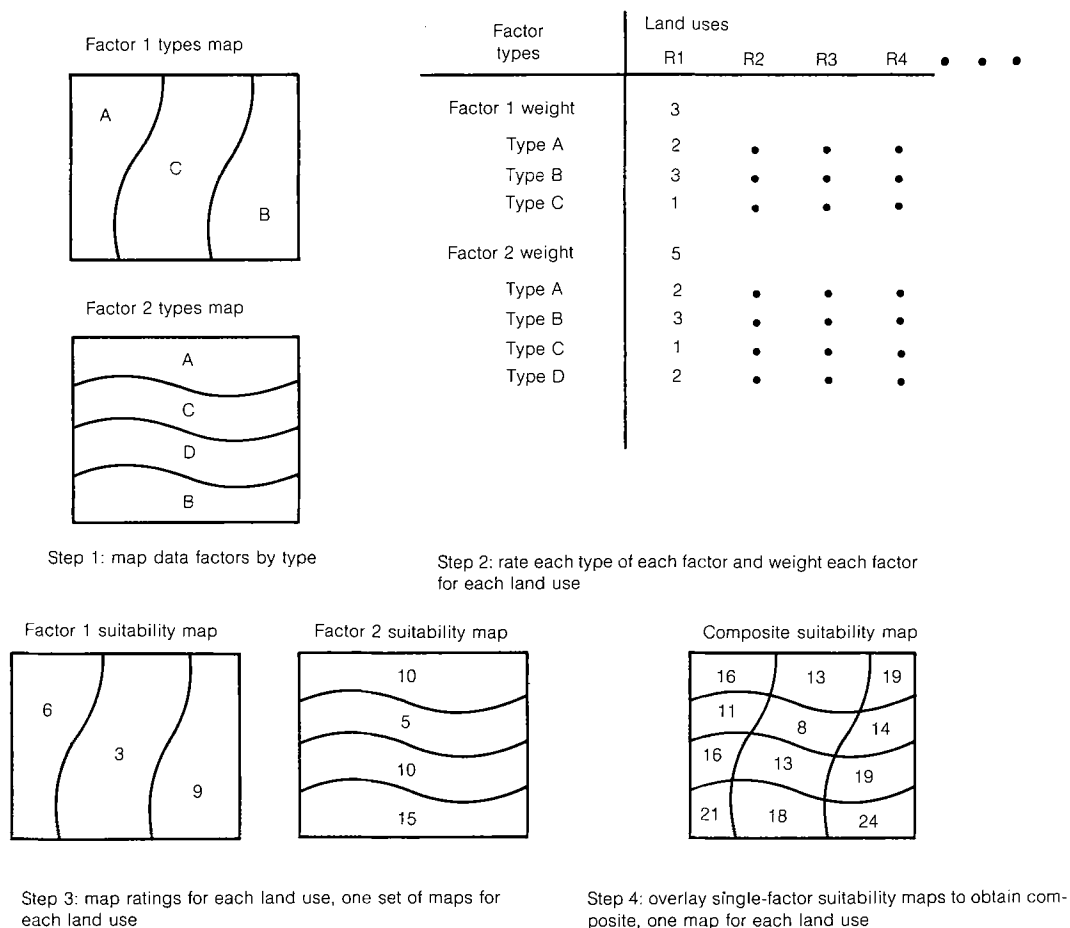 Factor 1 types map
A
C
B
Factor 2 types map
A
C
D
B
Step 1: map data factors by type
Factor types
Land uses
R1 R2 R3 R4 • • •
Factor 1 weight 3
Type A 2 • • •
Type B 3 • • •
Type C 1 • • •
Factor 2 weight 5
Type A 2 • • •
Type B 3 • • •
Type C 1 • • •
Type D 2 • • •
Step 2: rate each type of each factor and weight each factor
for each land use
Factor 1 suitability map
6
3
9
Factor 2 suitability map
10
5
10
15
Step 3: map ratings for each land use, one set of maps for
each land use
Composite suitability map
16 13 19
11 8 14
16 13 19
21 18 24
Step 4: overlay single-factor suitability maps to obtain com-
posite, one map for each land use